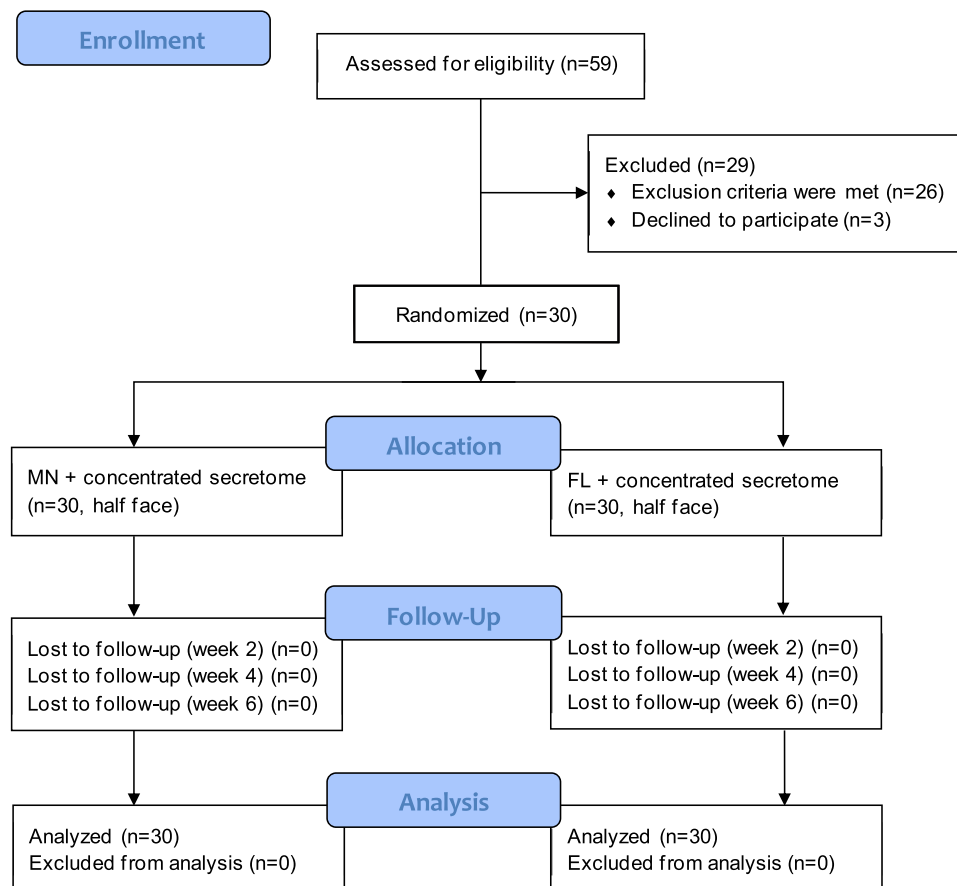 Enrollment
Assessed for eligibility (n=59)
Excluded (n=29)
♦ Exclusion criteria were met (n=26)
♦ Declined to participate (n=3)
Randomized (n=30)
Allocation
MN + concentrated secretome
(n=30, half face)
FL + concentrated secretome
(n=30, half face)
Follow-Up
Lost to follow-up (week 2) (n=0)
Lost to follow-up (week 4) (n=0)
Lost to follow-up (week 6) (n=0)
Lost to follow-up (week 2) (n=0)
Lost to follow-up (week 4) (n=0)
Lost to follow-up (week 6) (n=0)
Analysis
Analyzed (n=30)
Excluded from analysis (n=0)
Analyzed (n=30)
Excluded from analysis (n=0)